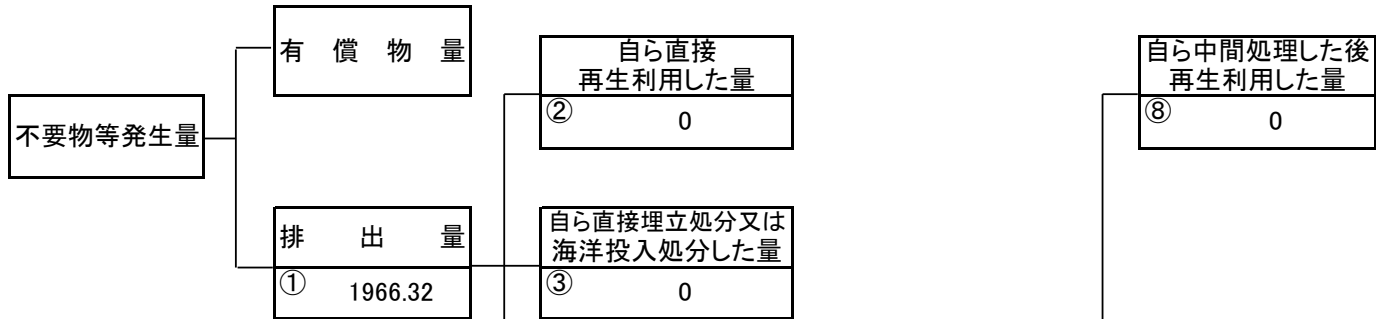 有 償 物 量
自ら直接
再生利用した量
② 0
自ら中間処理した後
再生利用した量
⑧ 0
不要物等発生量
排 出 量
① 1966.32
自ら直接埋立処分又は
海洋投入処分した量
③ 0